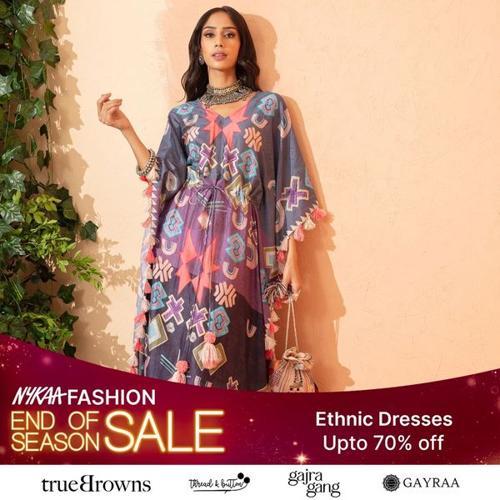 NYKAA FASHION
END OF
SEASON SALE
Ethnic Dresses
Upto 70% off
trueBrowns
thread & button
gajra
gang
GAYRAA